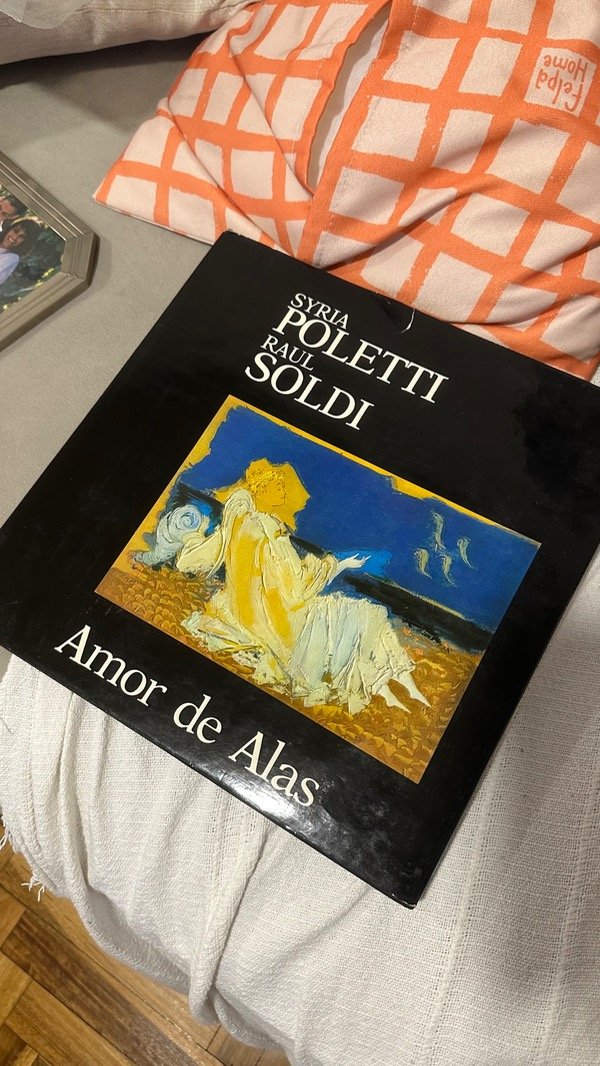 SYRIA
POLETTI
RAUL
SOLDI
Amor de Alas
Felpa
Home